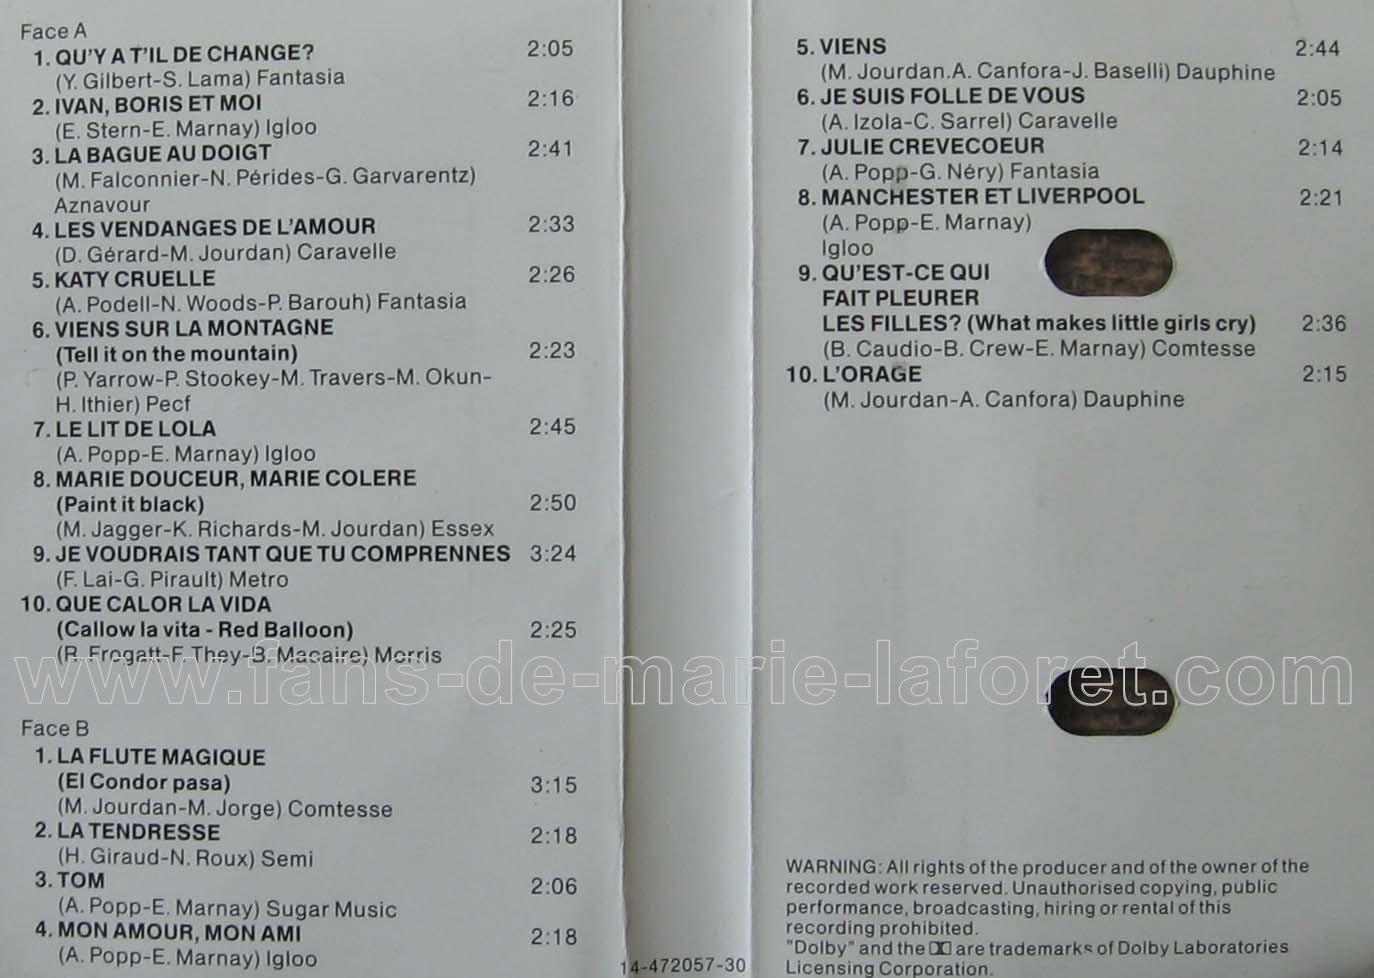 Face A
1. QU'Y A T'IL DE CHANGE? 2:05
(Y. Gilbert-S. Lama) Fantasia
2. IVAN, BORIS ET MOI 2:16
(E. Stern-E. Marnay) Igloo
3. LA BAGUE AU DOIGT 2:41
(M. Falconnier-N. Pérides-G. Garvarentz)
Aznavour
4. LES VENDANGES DE L'AMOUR 2:33
(D. Gérard-M. Jourdan) Caravelle
5. KATY CRUELLE 2:26
(A. Podell-N. Woods-P. Barouh) Fantasia
6. VIENS SUR LA MONTAGNE
(Tell it on the mountain) 2:23
(P. Yarrow-P. Stookey-M. Travers-M. Okun-
H. Ithier) Pecf
7. LE LIT DE LOLA 2:45
(A. Popp-E. Marnay) Igloo
8. MARIE DOUCEUR, MARIE COLERE
(Paint it black) 2:50
(M. Jagger-K. Richards-M. Jourdan) Essex
9. JE VOUDRAIS TANT QUE TU COMPRENNES 3:24
(F. Lai-G. Pirault) Metro
10. QUE CALOR LA VIDA
(Callow la vita - Red Balloon) 2:25
(R. Frogatt-F. They-B. Macaire) Morris
www.fans-de-marie-laforet.com
Face B
1. LA FLUTE MAGIQUE
(El Condor pasa) 3:15
(M. Jourdan-M. Jorge) Comtesse
2. LA TENDRESSE 2:18
(H. Giraud-N. Roux) Semi
3. TOM 2:06
(A. Popp-E. Marnay) Sugar Music
4. MON AMOUR, MON AMI 2:18
(A. Popp-E. Marnay) Igloo
14-472057-30
5. VIENS 2:44
(M. Jourdan.A. Canfora-J. Baselli) Dauphine
6. JE SUIS FOLLE DE VOUS 2:05
(A. Izola-C. Sarrel) Caravelle
7. JULIE CREVECOEUR 2:14
(A. Popp-G. Néry) Fantasia
8. MANCHESTER ET LIVERPOOL 2:21
(A. Popp-E. Marnay)
Igloo
9. QU'EST-CE QUI
FAIT PLEURER
LES FILLES? (What makes little girls cry) 2:36
(B. Caudio-B. Crew-E. Marnay) Comtesse
10. L'ORAGE 2:15
(M. Jourdan-A. Canfora) Dauphine
WARNING: All rights of the producer and of the owner of the
recorded work reserved. Unauthorised copying, public
performance, broadcasting, hiring or rental of this
recording prohibited.
"Dolby" and the are trademarks of Dolby Laboratories
Licensing Corporation.